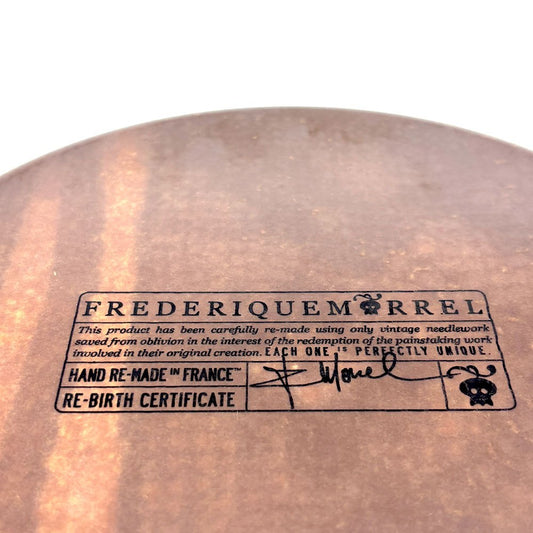 FREDERIQUEMORREL
This product has been carefully re-made using only vintage needlework
saved from oblivion in the interest of the redemption of the painstaking work
involved in their original creation. EACH ONE IS PERFECTLY UNIQUE.
HAND RE-MADE IN FRANCE™
F Morrel
RE-BIRTH CERTIFICATE